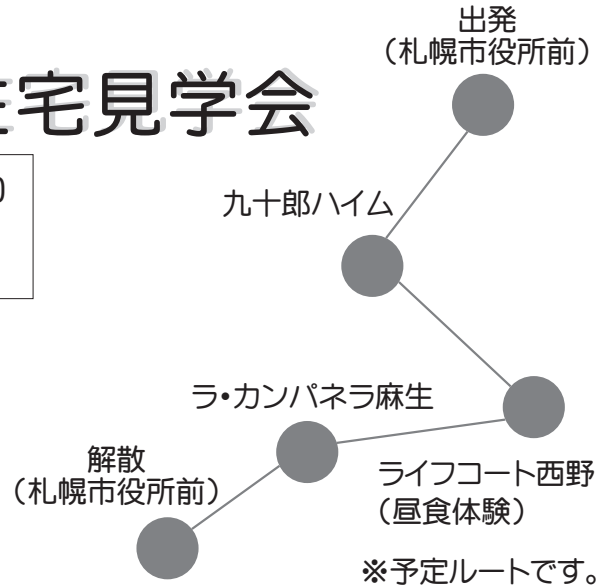 出発
（札幌市役所前）
宅見学会
九十郎ハイム
ラ・カンパネラ麻生
解散
（札幌市役所前）
ライフコート西野
（昼食体験）
※予定ルートです。